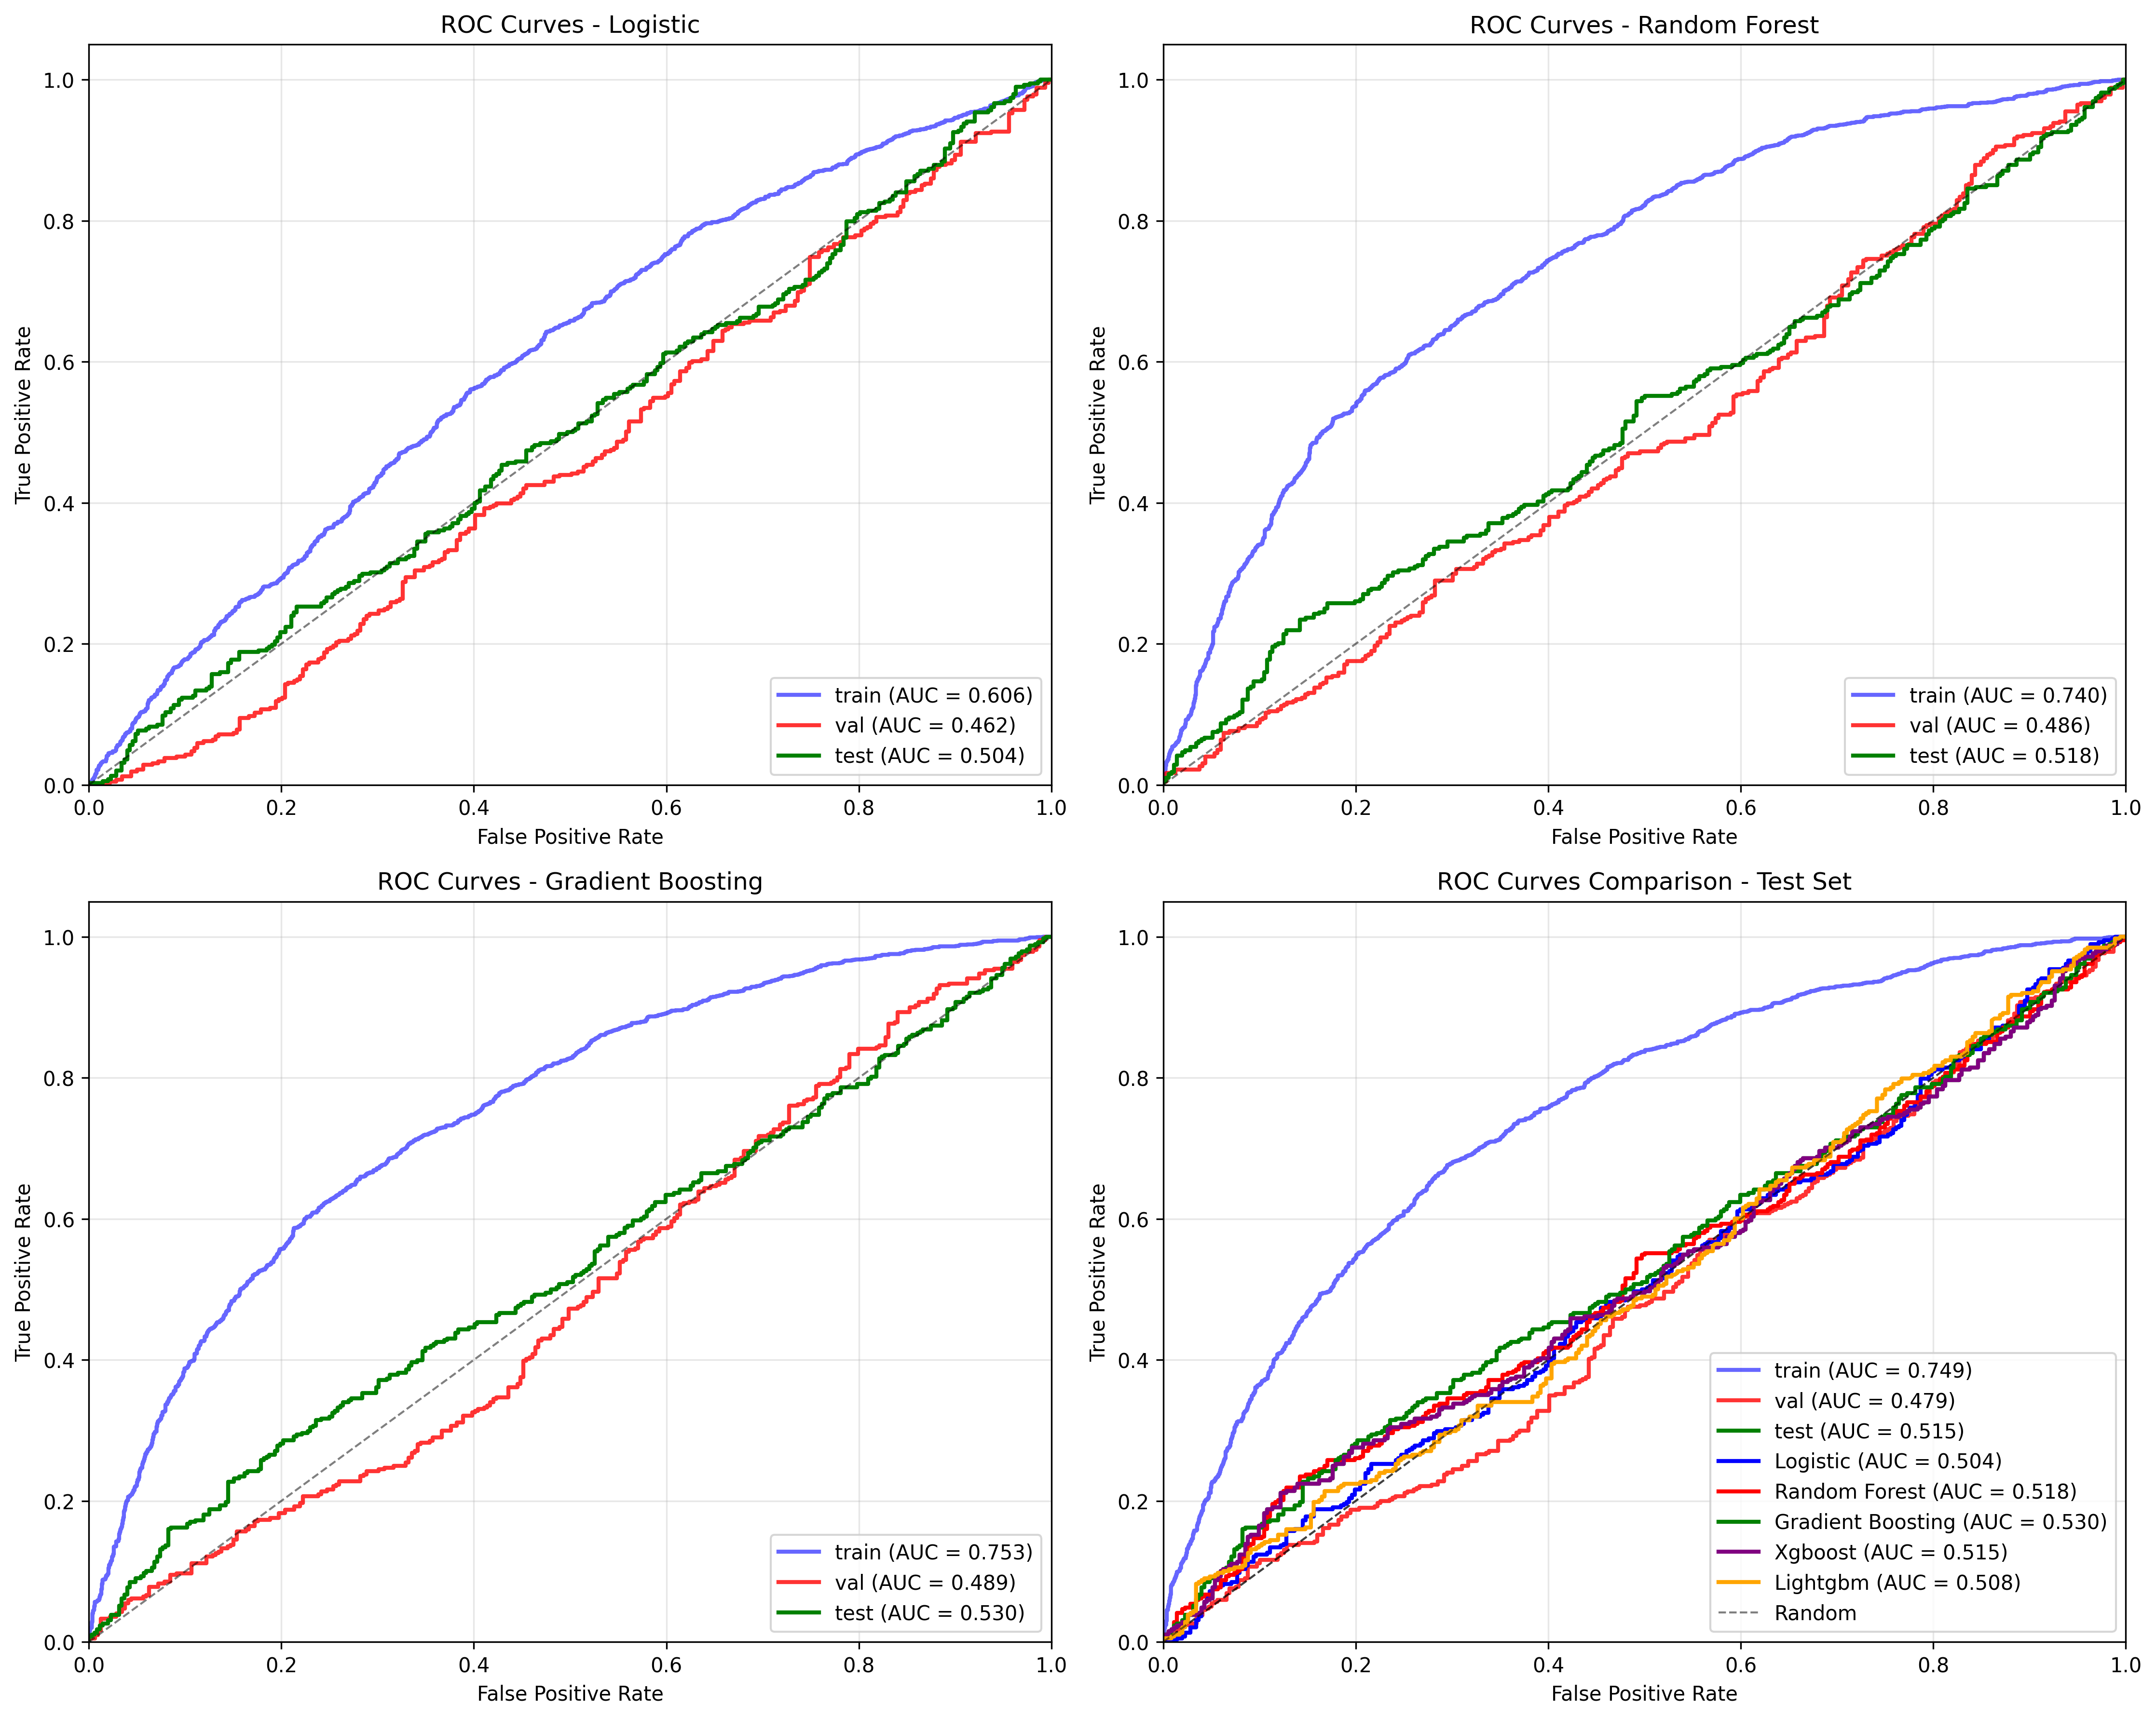 ROC Curves - Logistic
True Positive Rate
1.0
0.8
0.6
0.4
0.2
0.0
train (AUC = 0.606)
val (AUC = 0.462)
test (AUC = 0.504)
0.0 0.2 0.4 0.6 0.8 1.0
False Positive Rate
ROC Curves - Random Forest
True Positive Rate
1.0
0.8
0.6
0.4
0.2
0.0
train (AUC = 0.740)
val (AUC = 0.486)
test (AUC = 0.518)
0.0 0.2 0.4 0.6 0.8 1.0
False Positive Rate
ROC Curves - Gradient Boosting
True Positive Rate
1.0
0.8
0.6
0.4
0.2
0.0
train (AUC = 0.753)
val (AUC = 0.489)
test (AUC = 0.530)
0.0 0.2 0.4 0.6 0.8 1.0
False Positive Rate
ROC Curves Comparison - Test Set
True Positive Rate
1.0
0.8
0.6
0.4
0.2
0.0
train (AUC = 0.749)
val (AUC = 0.479)
test (AUC = 0.515)
Logistic (AUC = 0.504)
Random Forest (AUC = 0.518)
Gradient Boosting (AUC = 0.530)
Xgboost (AUC = 0.515)
Lightgbm (AUC = 0.508)
Random
0.0 0.2 0.4 0.6 0.8 1.0
False Positive Rate